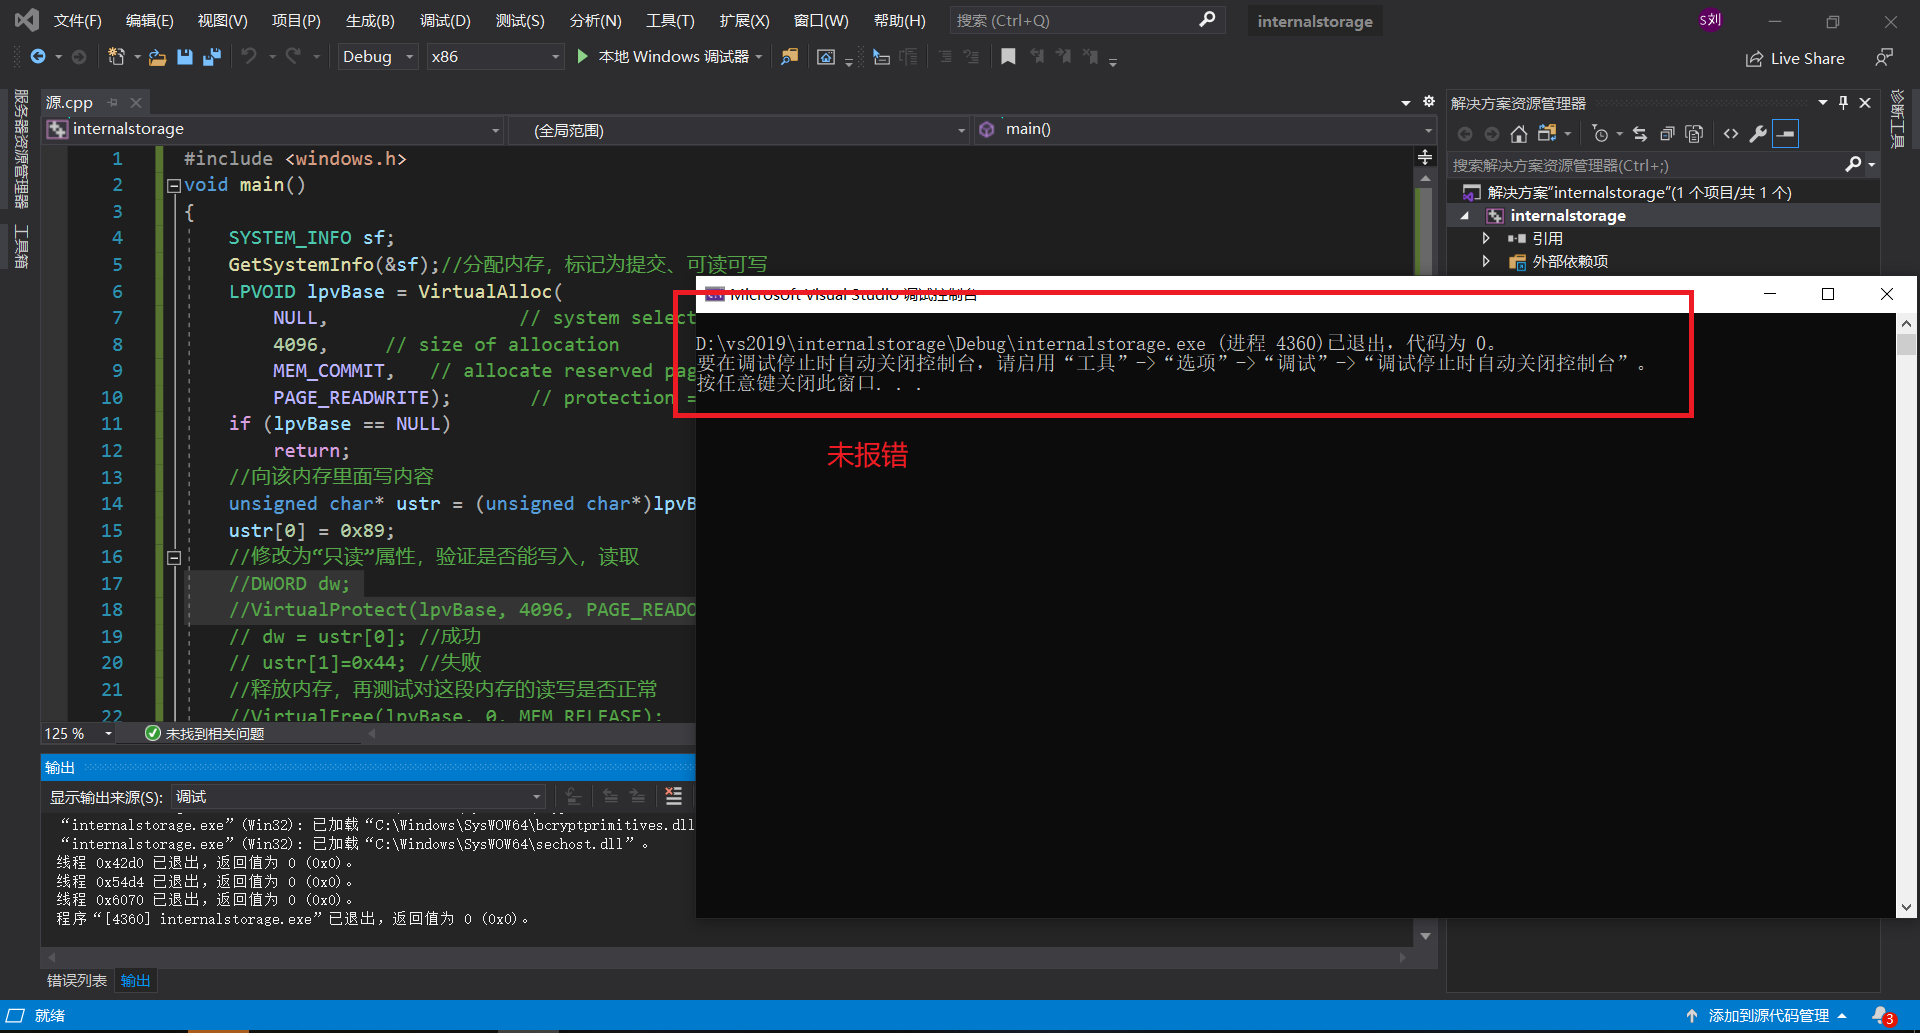 文件(F) 编辑(E) 视图(V) 项目(P) 生成(B) 调试(D) 测试(S) 分析(N) 工具(T) 扩展(X) 窗口(W) 帮助(H) 搜索 (Ctrl+Q) internalstorage S刘
Debug x86 本地 Windows 调试器 Live Share
服务器资源管理器
工具箱
源.cpp
internalstorage (全局范围) main()
1 #include <windows.h>
2 void main()
3 {
4 SYSTEM_INFO sf;
5 GetSystemInfo(&sf);//分配内存，标记为提交、可读可写
6 LPVOID lpvBase = VirtualAlloc(
7 NULL, // system select
8 4096, // size of allocation
9 MEM_COMMIT, // allocate reserved pag
10 PAGE_READWRITE); // protection =
11 if (lpvBase == NULL)
12 return;
13 //向该内存里面写内容
14 unsigned char* ustr = (unsigned char*)lpvB
15 ustr[0] = 0x89;
16 //修改为“只读”属性，验证是否能写入，读取
17 //DWORD dw;
18 //VirtualProtect(lpvBase, 4096, PAGE_READO
19 // dw = ustr[0]; //成功
20 // ustr[1]=0x44; //失败
21 //释放内存，再测试对这段内存的读写是否正常
22 //VirtualFree(lpvBase, 0, MEM_RELEASE);
125 % 未找到相关问题
输出
显示输出来源(S): 调试
“internalstorage.exe” (Win32): 已加载 “C:\Windows\SysWOW64\bcryptprimitives.dll
“internalstorage.exe” (Win32): 已加载 “C:\Windows\SysWOW64\sechost.dll”。
线程 0x42d0 已退出，返回值为 0 (0x0)。
线程 0x54d4 已退出，返回值为 0 (0x0)。
线程 0x6070 已退出，返回值为 0 (0x0)。
程序“[4360] internalstorage.exe”已退出，返回值为 0 (0x0)。
错误列表 输出
解决方案资源管理器
搜索解决方案资源管理器(Ctrl+;)
解决方案“internalstorage”(1 个项目/共 1 个)
internalstorage
引用
外部依赖项
诊断工具
Microsoft Visual Studio 调试控制台
D:\vs2019\internalstorage\Debug\internalstorage.exe (进程 4360)已退出，代码为 0。
要在调试停止时自动关闭控制台，请启用“工具”->“选项”->“调试”->“调试停止时自动关闭控制台”。
按任意键关闭此窗口. . .
未报错
就绪 添加到源代码管理 3